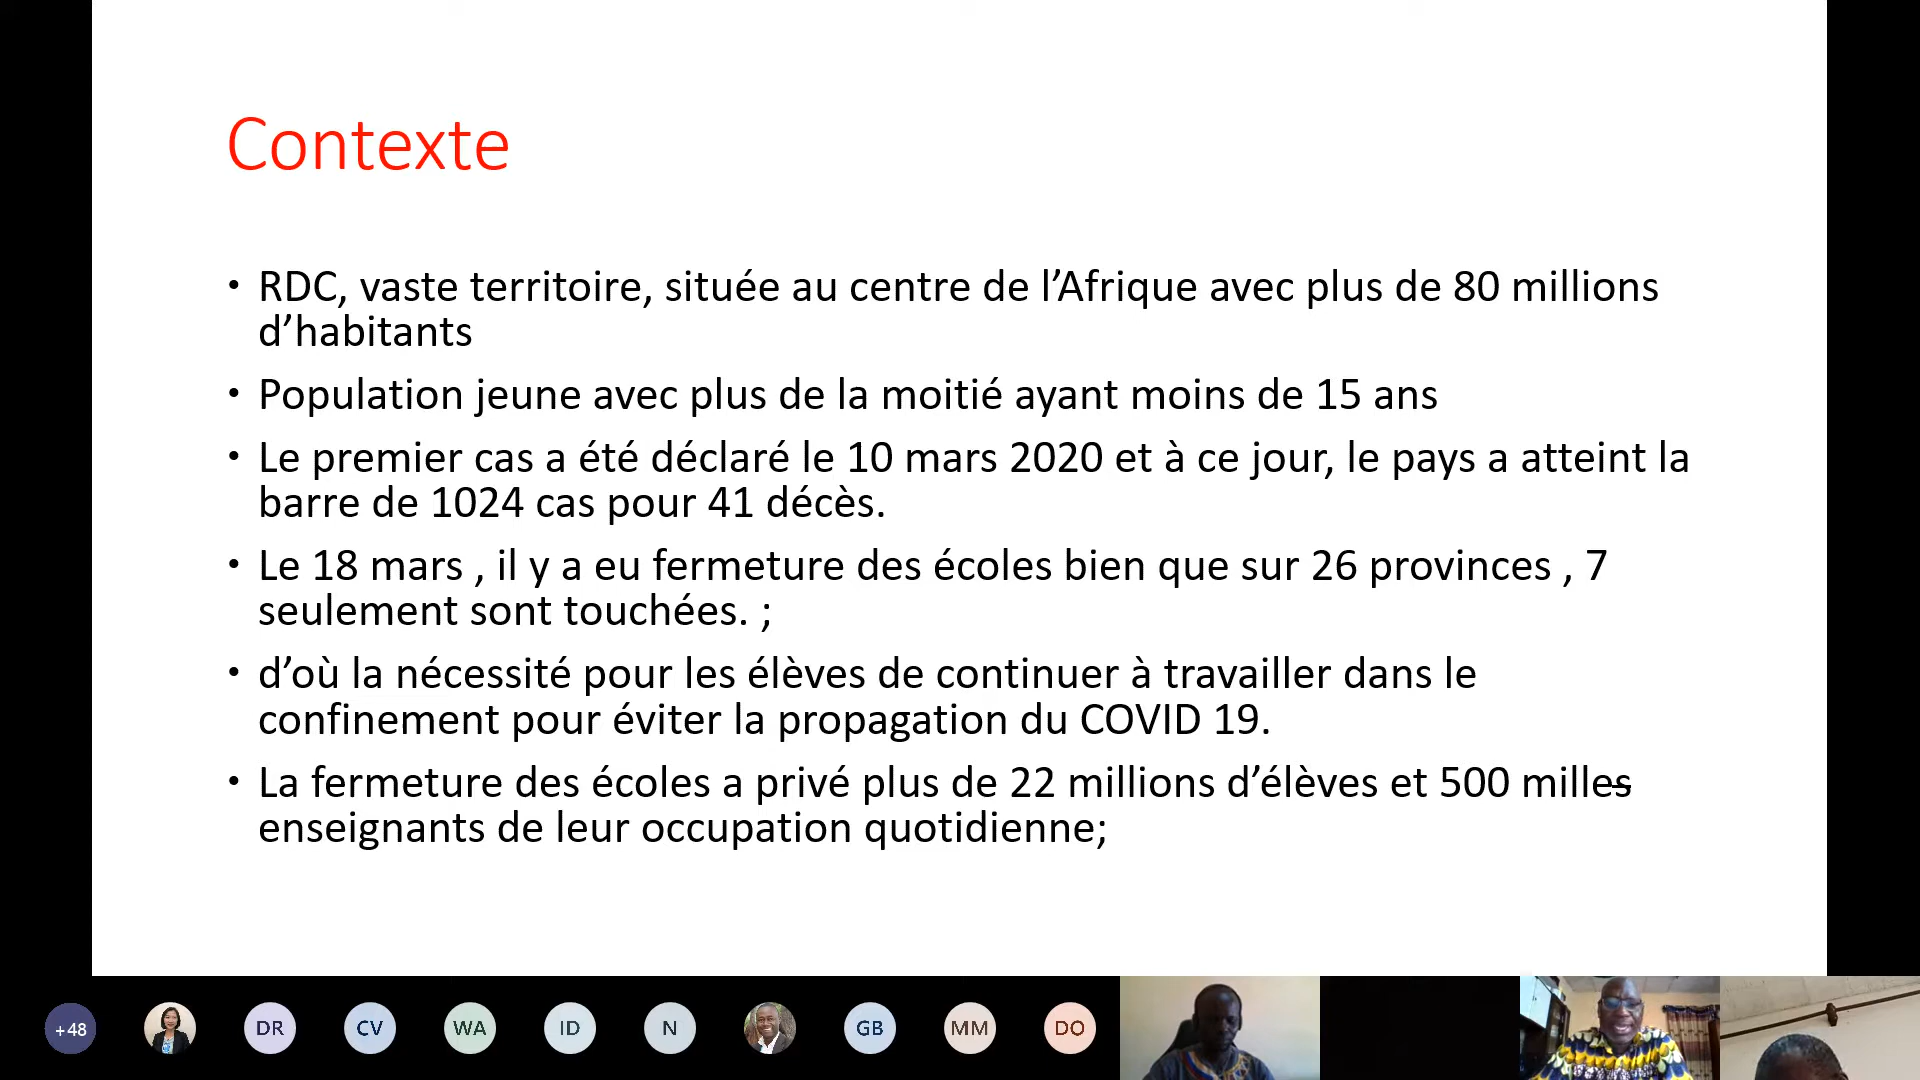 Contexte
• RDC, vaste territoire, située au centre de l’Afrique avec plus de 80 millions
d’habitants
• Population jeune avec plus de la moitié ayant moins de 15 ans
• Le premier cas a été déclaré le 10 mars 2020 et à ce jour, le pays a atteint la
barre de 1024 cas pour 41 décès.
• Le 18 mars , il y a eu fermeture des écoles bien que sur 26 provinces , 7
seulement sont touchées. ;
• d’où la nécessité pour les élèves de continuer à travailler dans le
confinement pour éviter la propagation du COVID 19.
• La fermeture des écoles a privé plus de 22 millions d’élèves et 500 milles
enseignants de leur occupation quotidienne;
+48 DR CV WA ID N GB MM DO